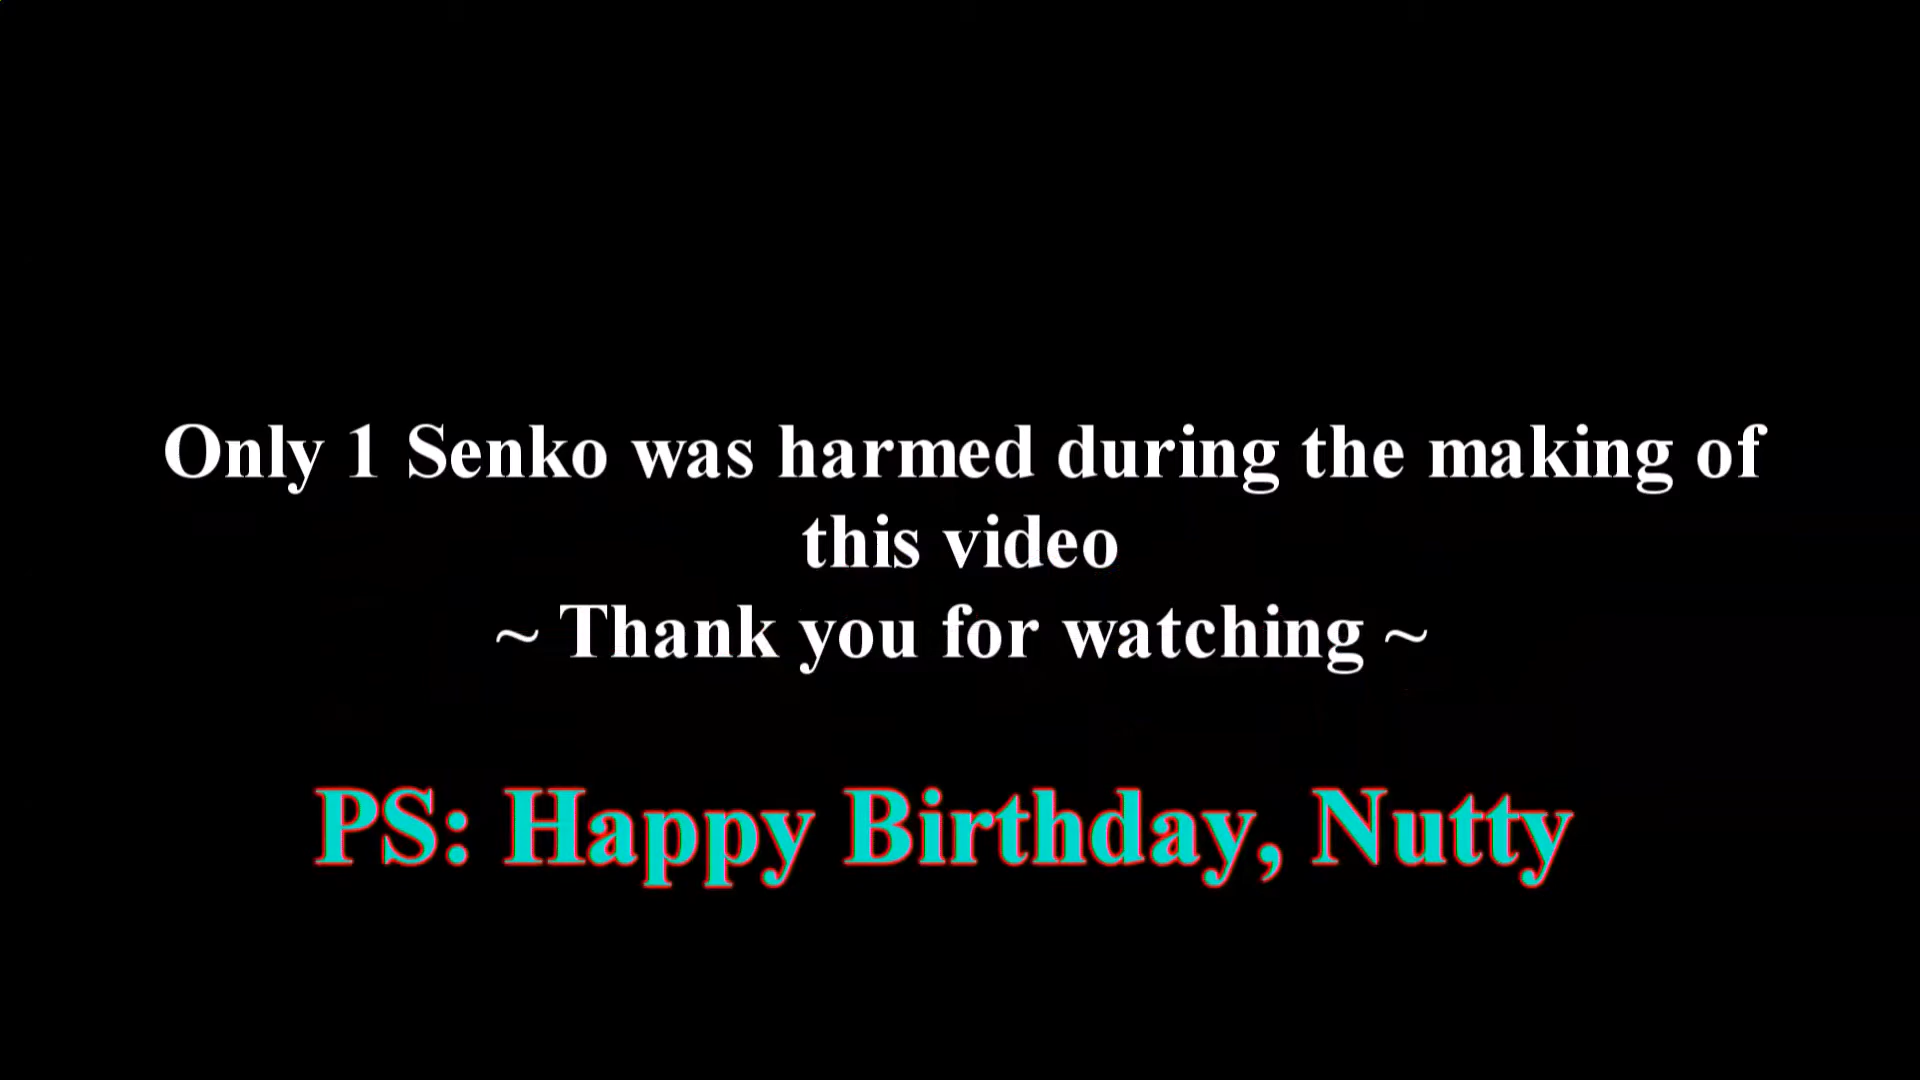 Only 1 Senko was harmed during the making of
this video
~ Thank you for watching ~
PS: Happy Birthday, Nutty